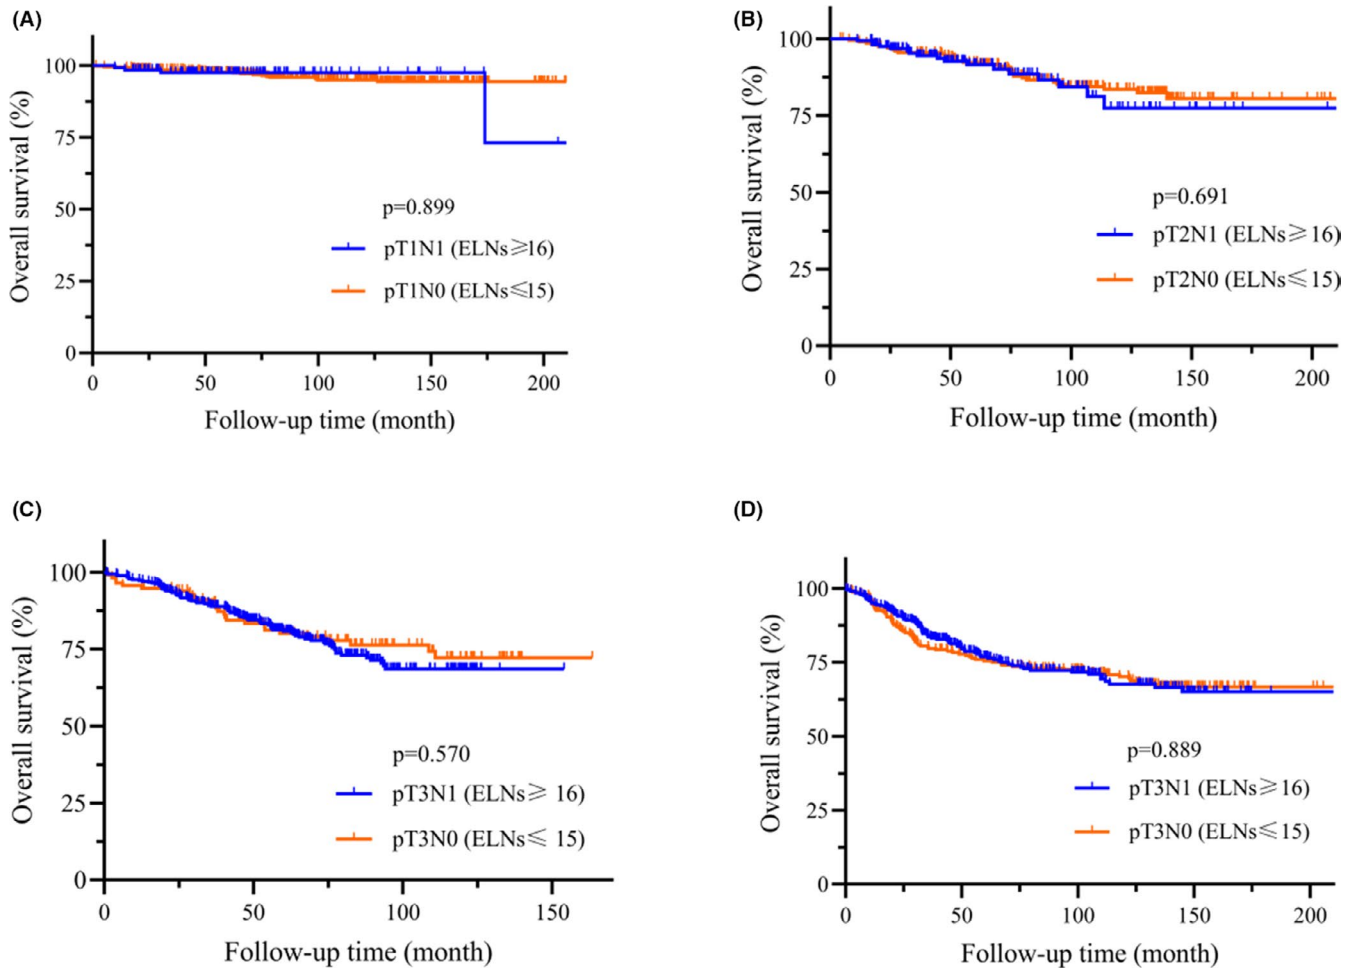 (A)
100
75
50
25
0
Overall survival (%)
p=0.899
pT1N1 (ELNs≥16)
pT1N0 (ELNs≤15)
0 50 100 150 200
Follow-up time (month)
(B)
100
75
50
25
0
Overall survival (%)
p=0.691
pT2N1 (ELNs≥16)
pT2N0 (ELNs≤15)
0 50 100 150 200
Follow-up time (month)
(C)
100
75
50
25
0
Overall survival (%)
p=0.570
pT3N1 (ELNs≥ 16)
pT3N0 (ELNs≤ 15)
0 50 100 150
Follow-up time (month)
(D)
100
75
50
25
0
Overall survival (%)
p=0.889
pT3N1 (ELNs≥16)
pT3N0 (ELNs≤15)
0 50 100 150 200
Follow-up time (month)